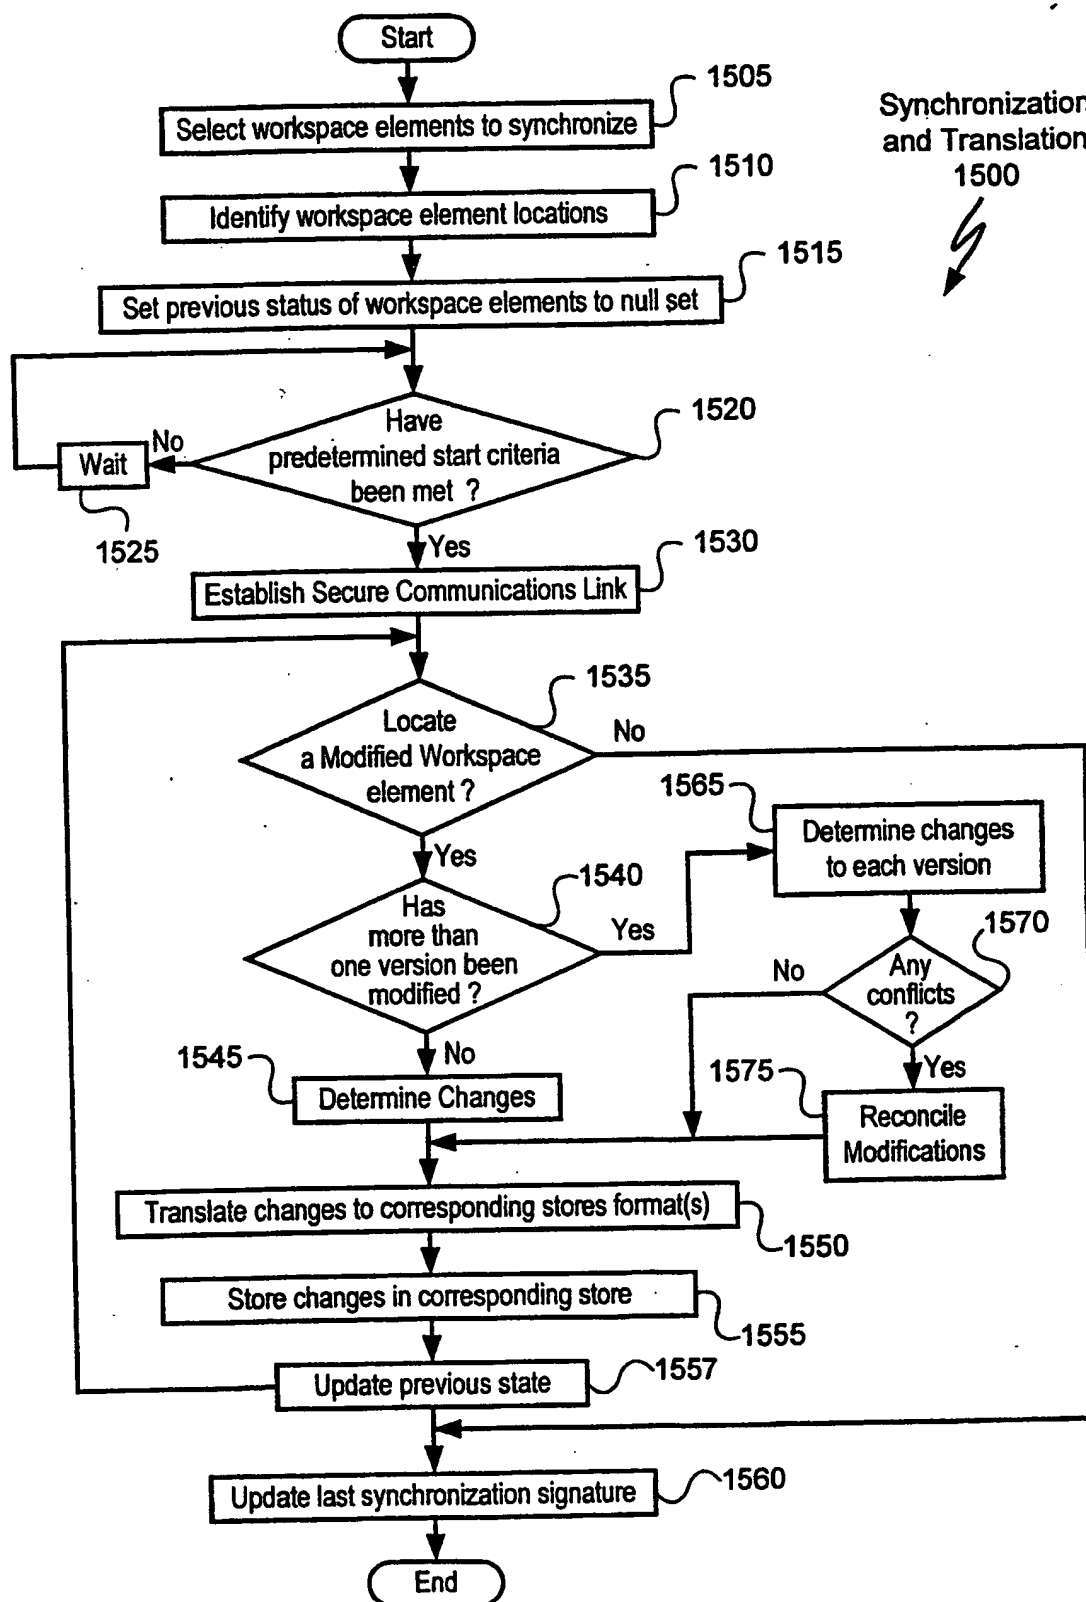 Start
1505
Select workspace elements to synchronize
Synchronization
and Translation
1500
1510
Identify workspace element locations
1515
Set previous status of workspace elements to null set
1520
Have
predetermined start criteria
been met ?
No
Wait
1525
Yes
1530
Establish Secure Communications Link
1535
Locate
a Modified Workspace
element ?
No
1565
Determine changes
to each version
Yes
1540
Has
more than
one version been
modified ?
Yes
1570
No
Any
conflicts
?
1545
No
Determine Changes
Yes
1575
Reconcile
Modifications
Translate changes to corresponding stores format(s)
1550
Store changes in corresponding store
1555
Update previous state
1557
Update last synchronization signature
1560
End